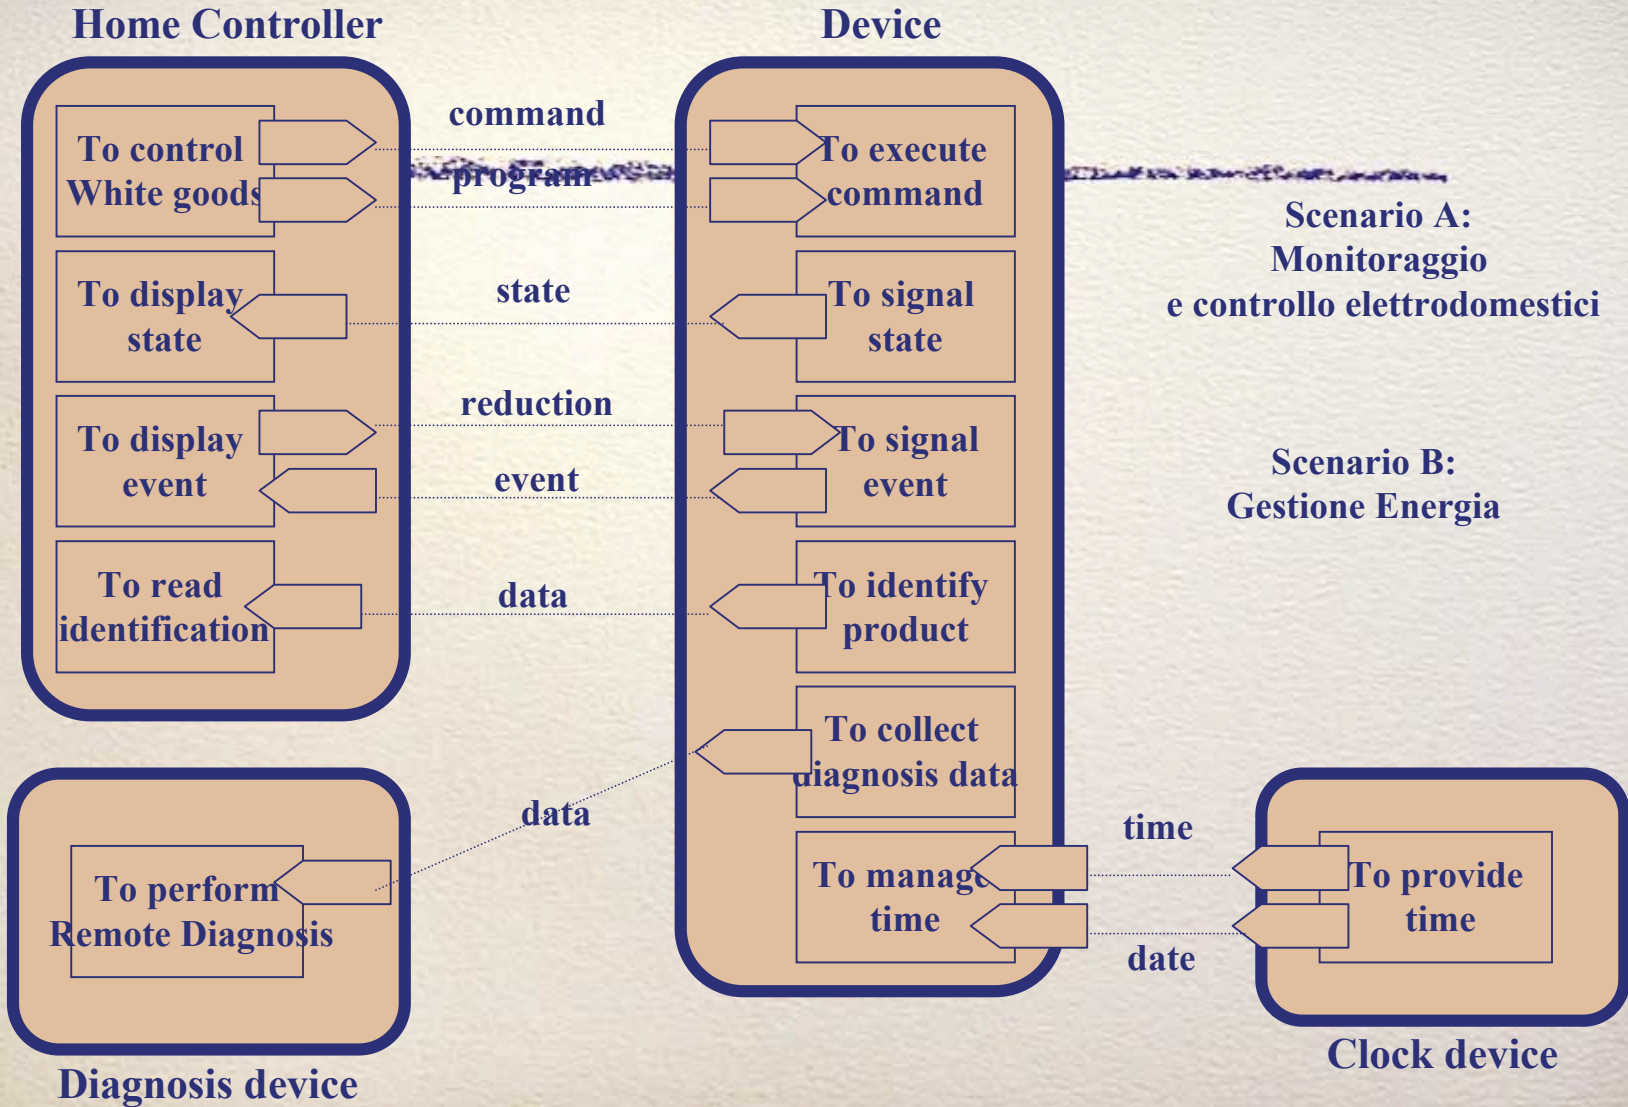 Home Controller
Device
To control
White goods
command
program
To execute
command
To display
state
state
To signal
state
To display
event
reduction
event
To signal
event
To read
identification
data
To identify
product
To collect
diagnosis data
data
To perform
Remote Diagnosis
To manage
time
time
date
To provide
time
Scenario A:
Monitoraggio
e controllo elettrodomestici
Scenario B:
Gestione Energia
Diagnosis device
Clock device